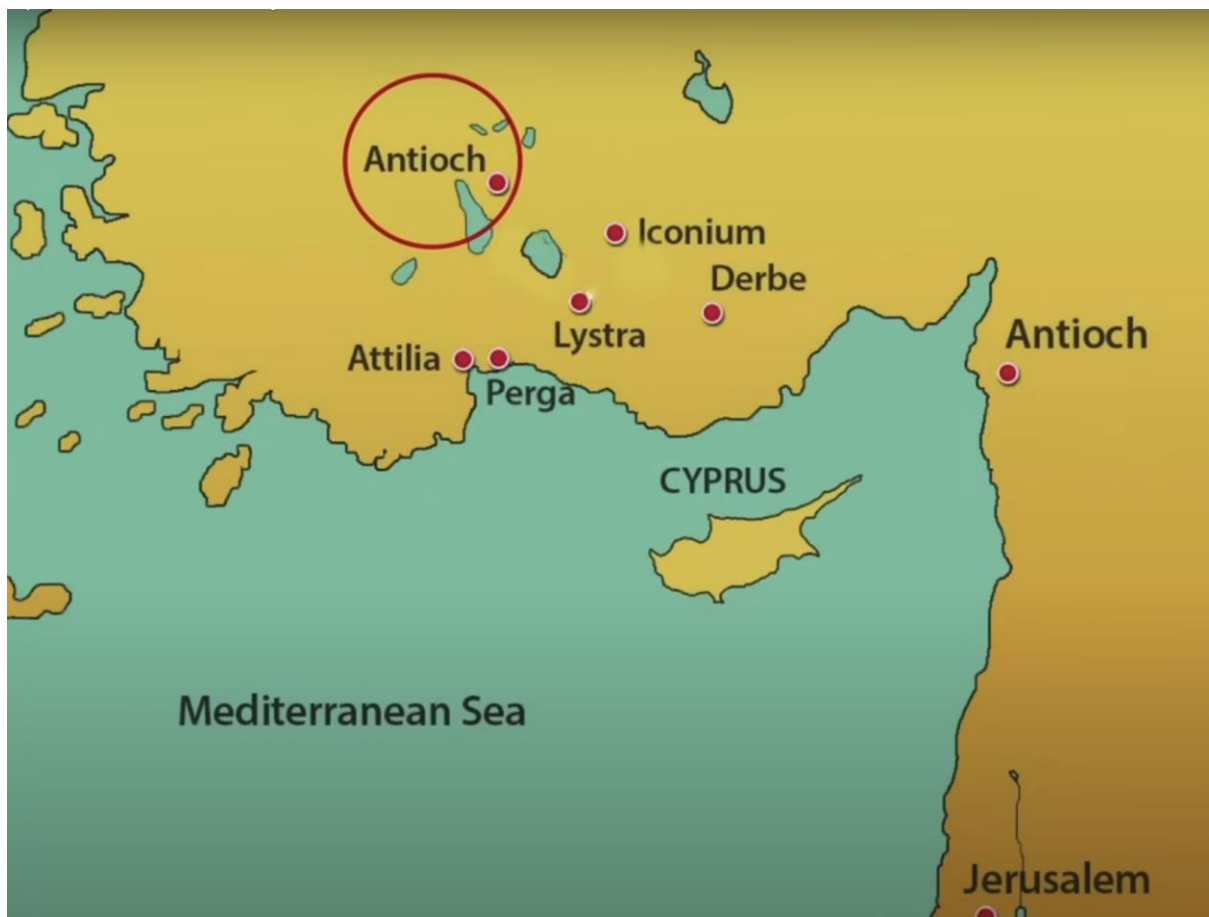 Antioch
Iconium
Derbe
Antioch
Lystra
Attilia
Perga
CYPRUS
Mediterranean Sea
Jerusalem